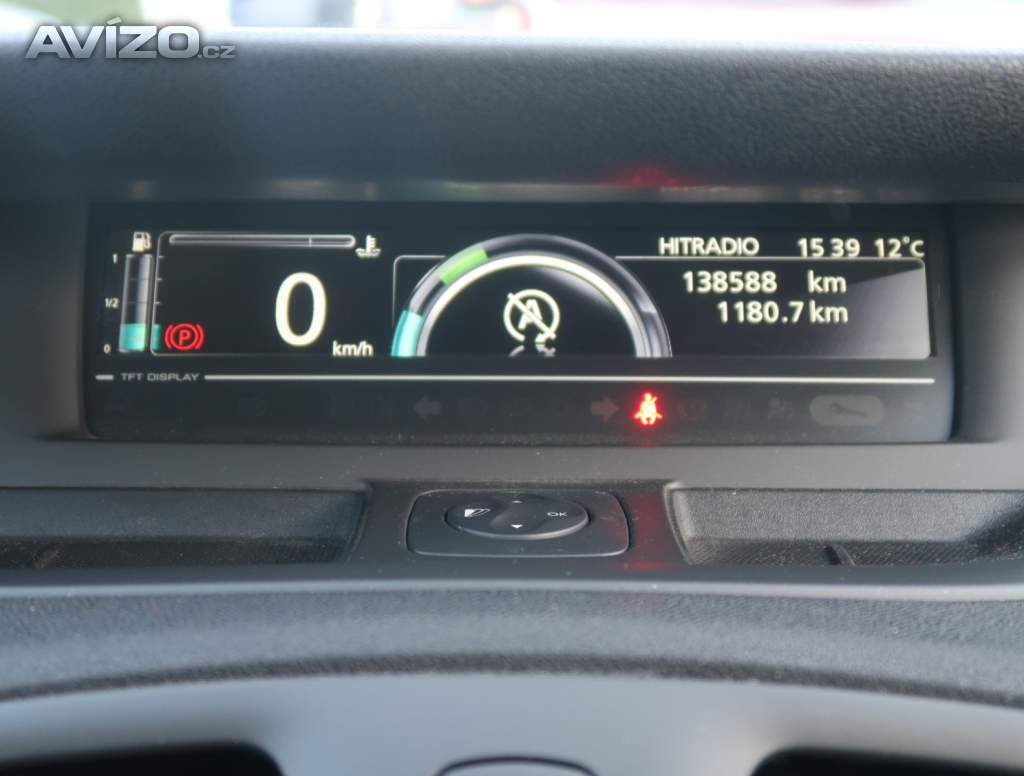 AVÍZO.cz
HITRADIO 15 39 12°C
1
138588 km
1/2
0
1180.7 km
0
P
km/h
A
TFT DISPLAY
OK